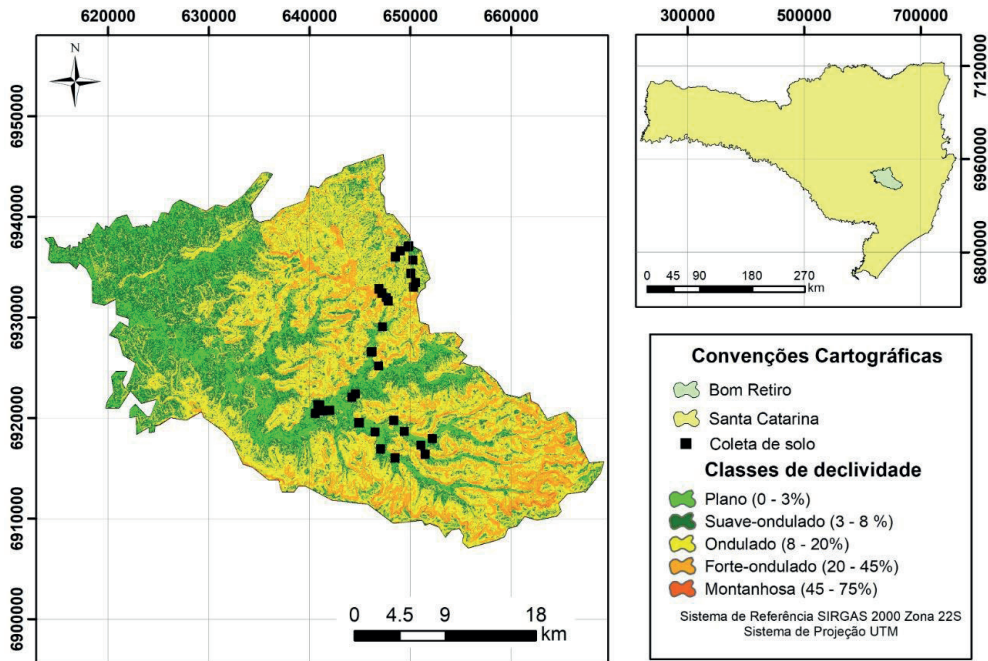 620000 630000 640000 650000 660000
N
6950000
6940000
6930000
6920000
6910000
6900000
0 4.5 9 18
km
300000 5000000 7000000
7120000
6960000
6800000
0 45 90 180 270
km
Convenções Cartográficas
Bom Retiro
Santa Catarina
Coleta de solo
Classes de declividade
Plano (0 - 3%)
Suave-ondulado (3 - 8 %)
Ondulado (8 - 20%)
Forte-ondulado (20 - 45%)
Montanhosa (45 - 75%)
Sistema de Referência SIRGAS 2000 Zona 22S
Sistema de Projeção UTM